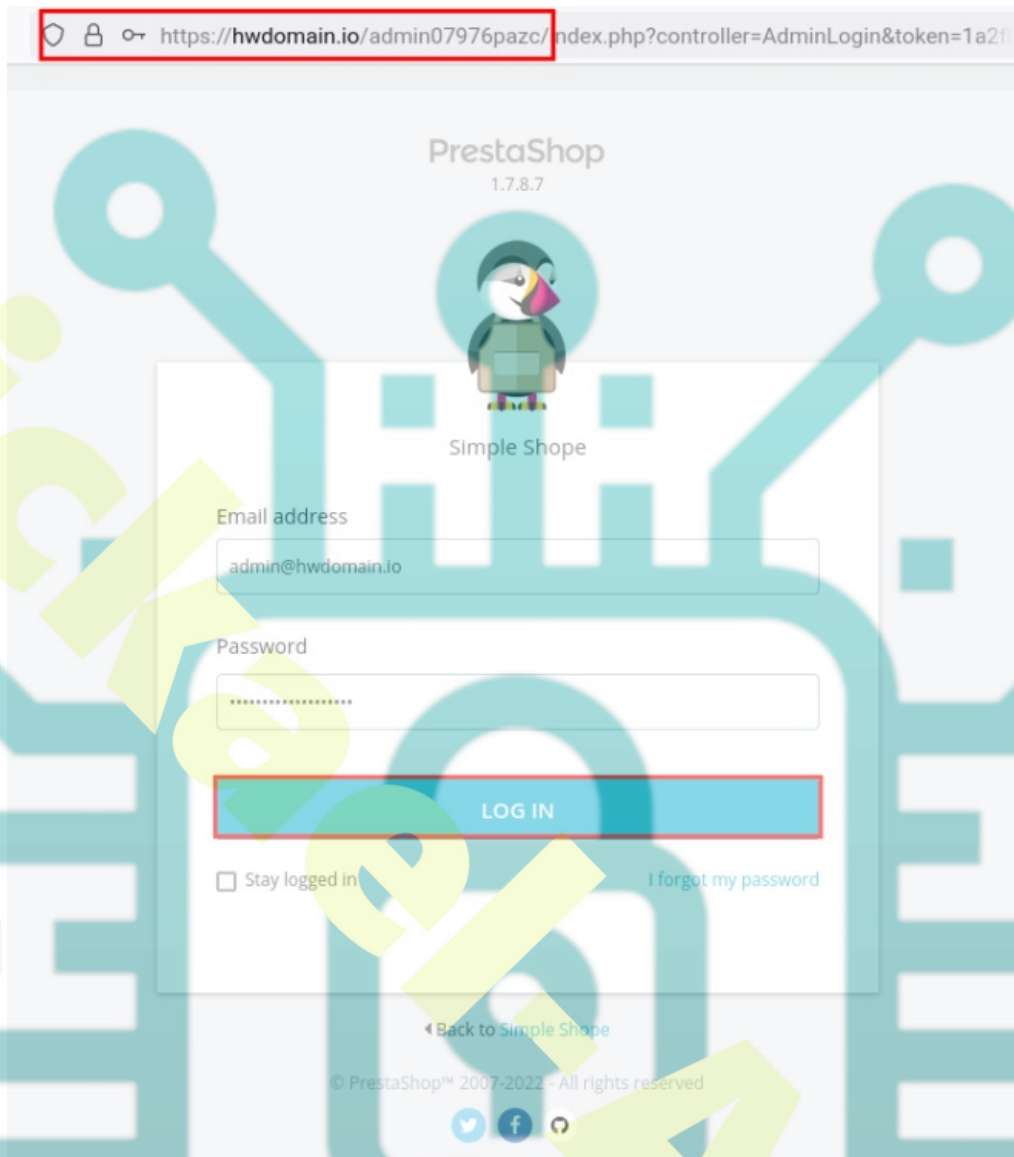 https://hwdomain.io/admin07976pazc/index.php?controller=AdminLogin&token=1a2f
PrestaShop
1.7.8.7
Simple Shope
Email address
admin@hwdomain.io
Password
LOG IN
Stay logged in
I forgot my password
Back to Simple Shope
© PrestaShop™ 2007-2022 - All rights reserved